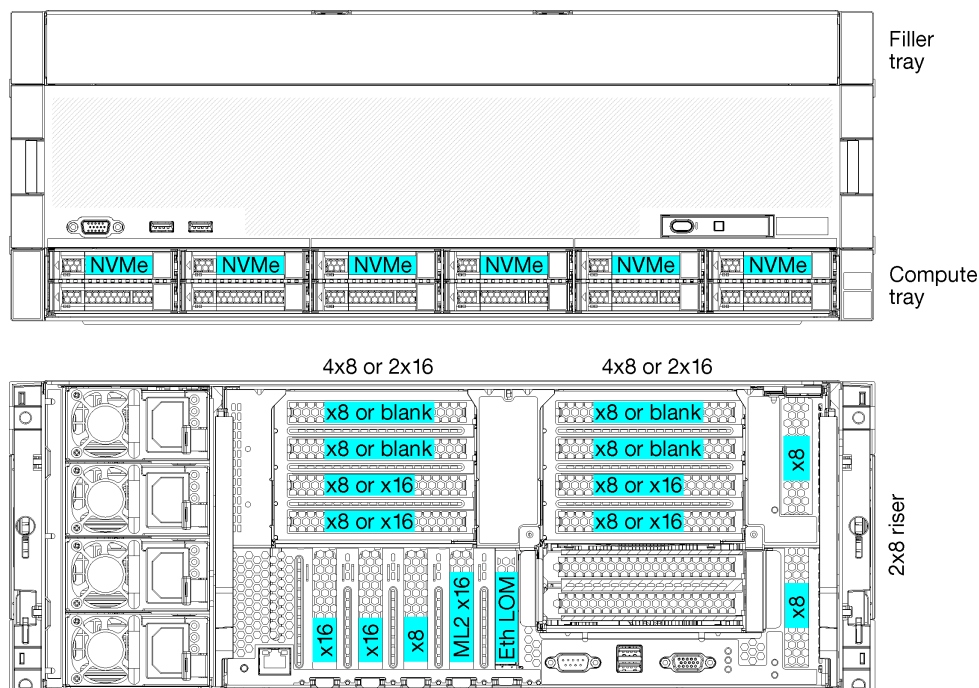 Filler
tray
NVMe NVMe NVMe NVMe NVMe NVMe
Compute
tray
4x8 or 2x16 4x8 or 2x16
x8 or blank x8 or blank
x8 or blank x8 or blank
x8 or x16 x8 or x16
x8 or x16 x8 or x16
x8
2x8 riser
x16
x16
x8
ML2 x16
Eth LOM
x8